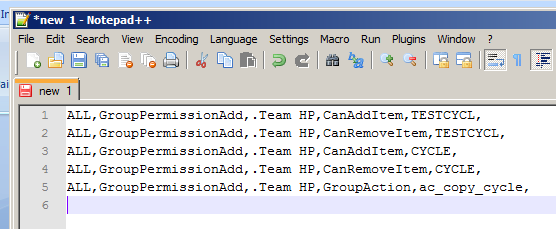 *new 1 - Notepad++
File Edit Search View Encoding Language Settings Macro Run Plugins Window ?
new 1
1 ALL,GroupPermissionAdd,.Team HP,CanAddItem,TESTCYCL,
2 ALL,GroupPermissionAdd,.Team HP,CanRemoveItem,TESTCYCL,
3 ALL,GroupPermissionAdd,.Team HP,CanAddItem,CYCLE,
4 ALL,GroupPermissionAdd,.Team HP,CanRemoveItem,CYCLE,
5 ALL,GroupPermissionAdd,.Team HP,GroupAction,ac_copy_cycle,
6